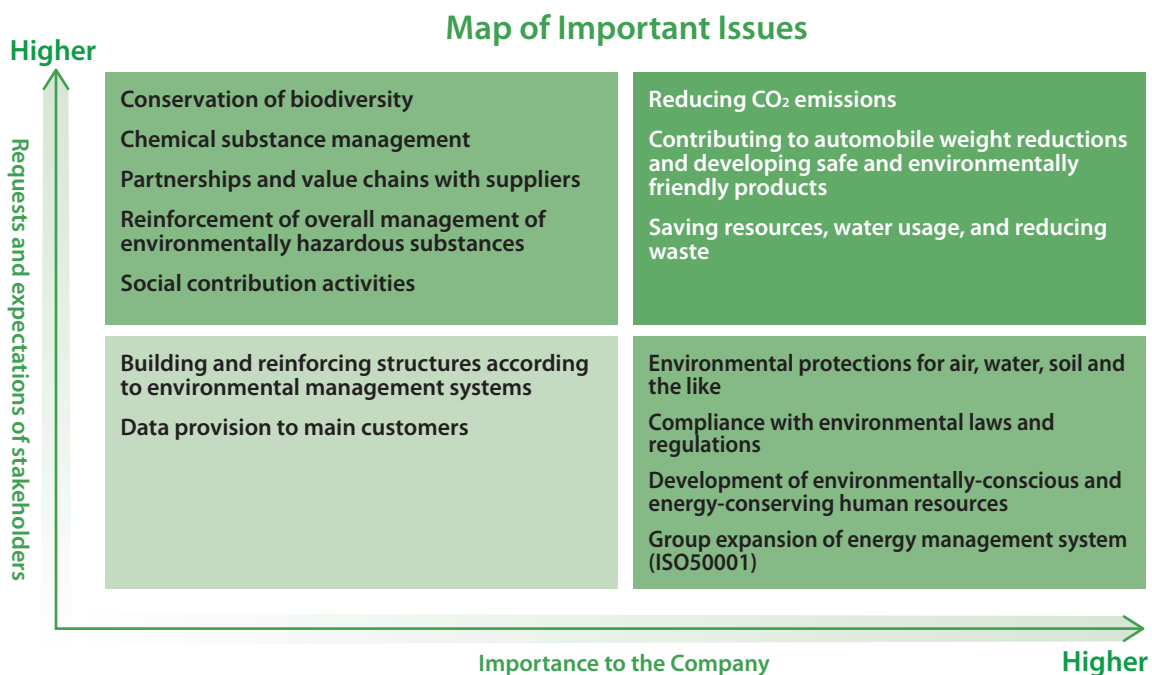 Map of Important Issues
Higher
Requests and expectations of stakeholders
Conservation of biodiversity
Chemical substance management
Partnerships and value chains with suppliers
Reinforcement of overall management of
environmentally hazardous substances
Social contribution activities
Reducing CO₂ emissions
Contributing to automobile weight reductions
and developing safe and environmentally
friendly products
Saving resources, water usage, and reducing
waste
Building and reinforcing structures according
to environmental management systems
Data provision to main customers
Environmental protections for air, water, soil and
the like
Compliance with environmental laws and
regulations
Development of environmentally-conscious and
energy-conserving human resources
Group expansion of energy management system
(ISO50001)
Importance to the Company
Higher